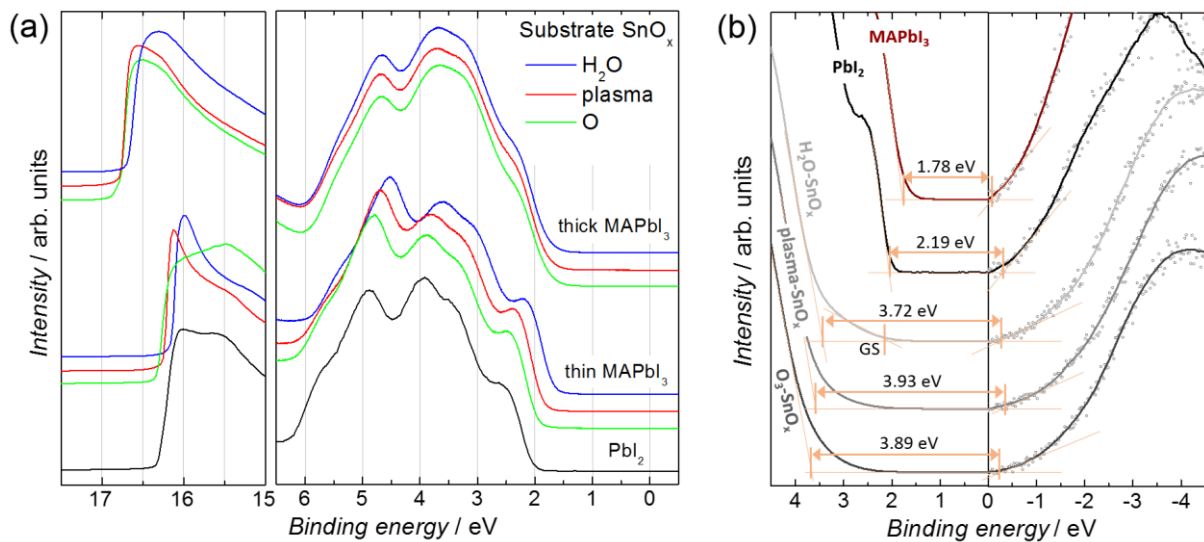 (a)
Substrate SnOₓ
H₂O
plasma
O
thick MAPbI₃
thin MAPbI₃
PbI₂
Intensity / arb. units
17 16 15
6 5 4 3 2 1 0
Binding energy / eV
(b)
MAPbI₃
PbI₂
H₂O-SnOₓ
plasma-SnOₓ
O₃-SnOₓ
1.78 eV
2.19 eV
3.72 eV
GS
3.93 eV
3.89 eV
Intensity / arb. units
4 3 2 1 0 -1 -2 -3 -4
Binding energy / eV